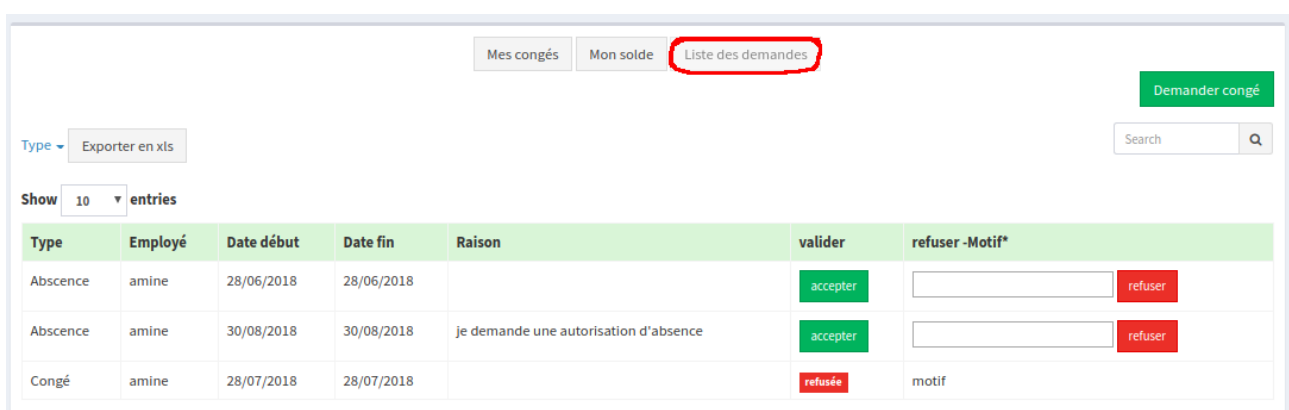 Mes congés Mon solde Liste des demandes
Demander congé
Type Exporter en xls Search
Show 10 entries
Type Employé Date début Date fin Raison valider refuser -Motif*
Abscence amine 28/06/2018 28/06/2018 accepter refuser
Abscence amine 30/08/2018 30/08/2018 je demande une autorisation d'absence accepter refuser
Congé amine 28/07/2018 28/07/2018 refusée motif